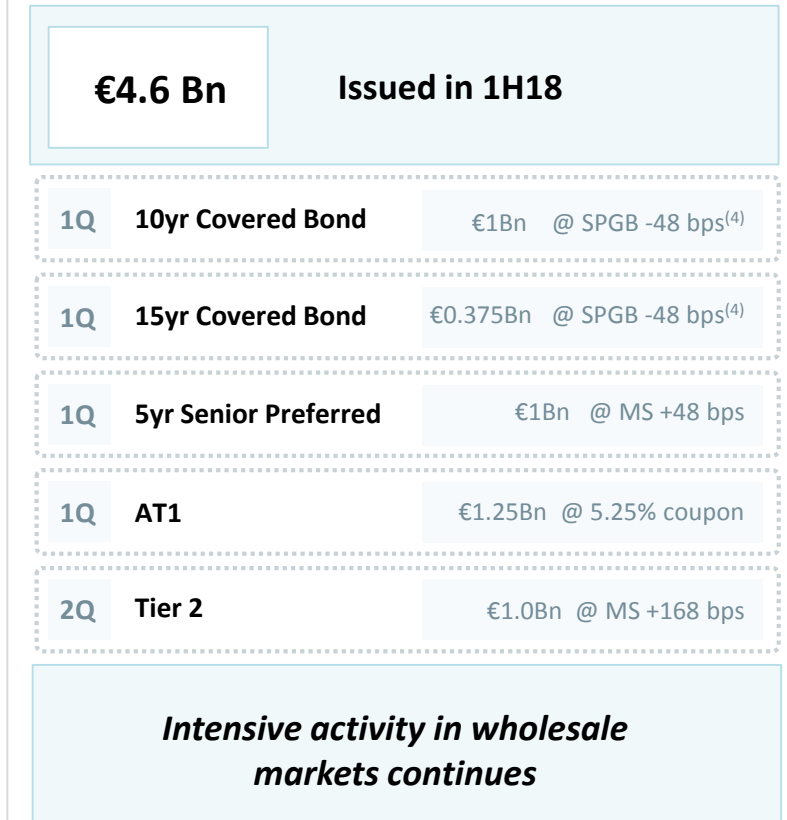 €4.6 Bn Issued in 1H18
1Q 10yr Covered Bond €1Bn @ SPGB -48 bps(4)
1Q 15yr Covered Bond €0.375Bn @ SPGB -48 bps(4)
1Q 5yr Senior Preferred €1Bn @ MS +48 bps
1Q AT1 €1.25Bn @ 5.25% coupon
2Q Tier 2 €1.0Bn @ MS +168 bps
Intensive activity in wholesale
markets continues